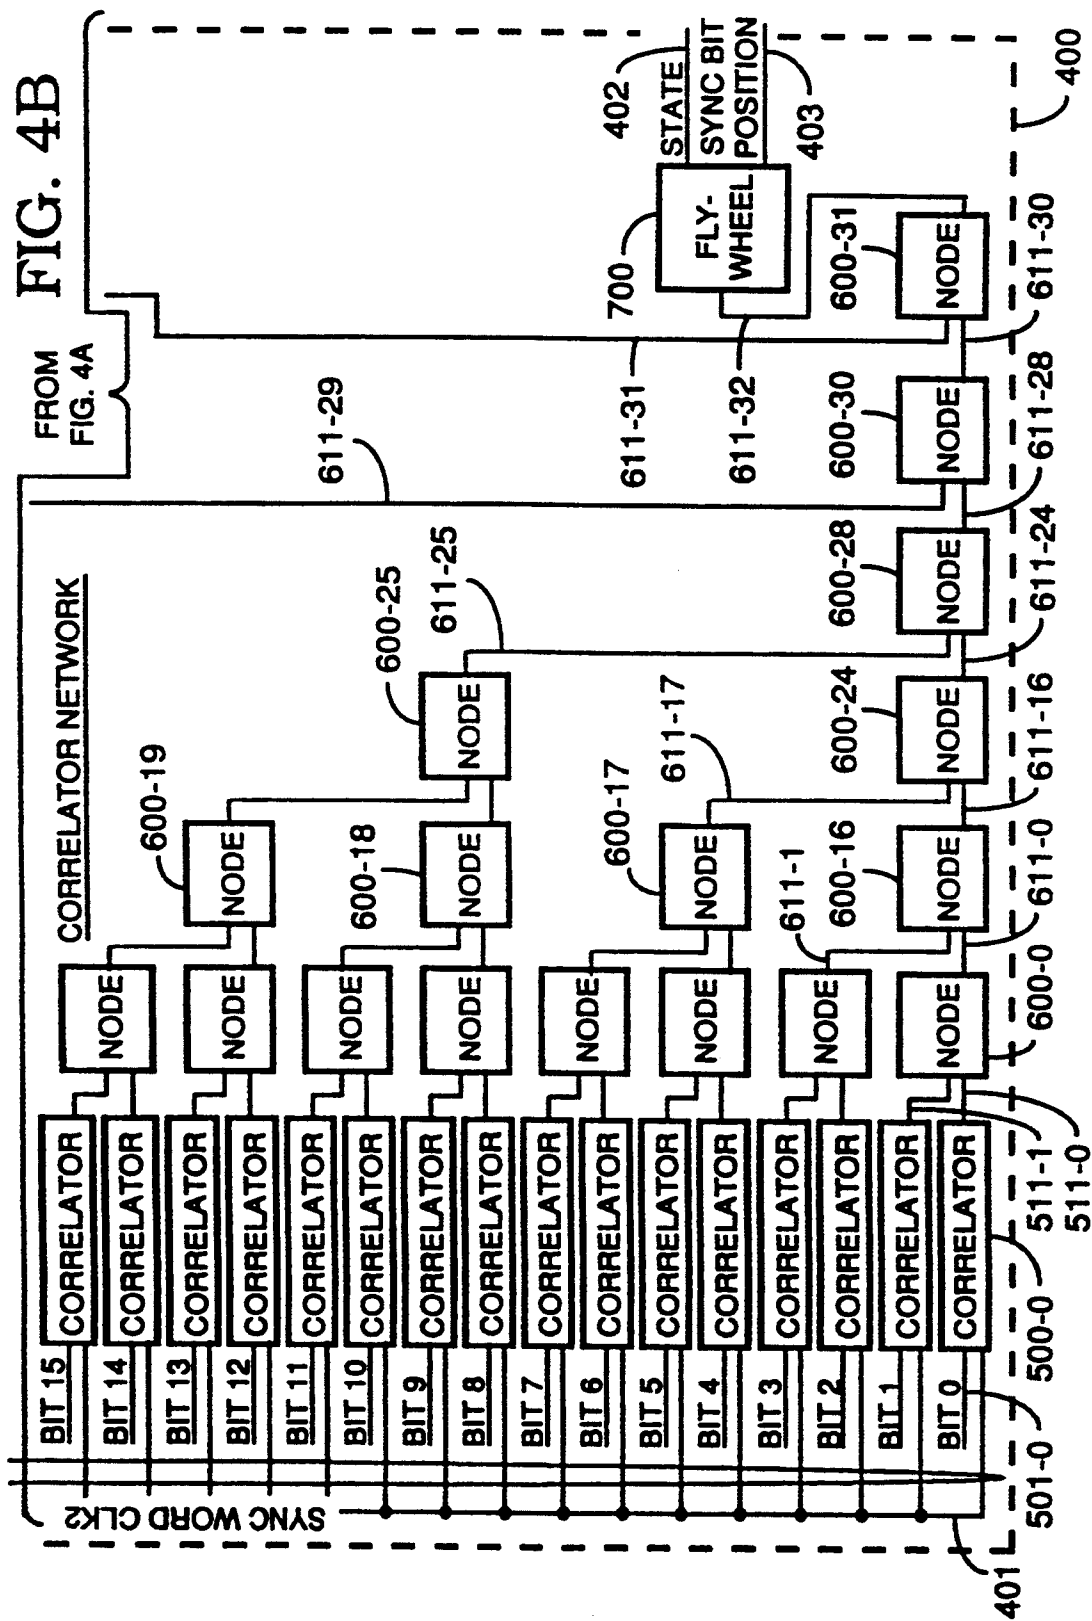 FIG. 4B
FROM
FIG. 4A
CORRELATOR NETWORK
SYNC WORD CLK2
BIT 15
CORRELATOR
BIT 14
CORRELATOR
NODE
BIT 13
CORRELATOR
BIT 12
CORRELATOR
NODE
NODE
600-19
BIT 11
CORRELATOR
BIT 10
CORRELATOR
NODE
BIT 9
CORRELATOR
BIT 8
CORRELATOR
NODE
600-18
NODE
NODE
600-25
611-25
611-29
BIT 7
CORRELATOR
BIT 6
CORRELATOR
NODE
BIT 5
CORRELATOR
BIT 4
CORRELATOR
NODE
NODE
600-17
611-17
611-31
611-32
700
FLY-
WHEEL
STATE
SYNC BIT
POSITION
402
403
BIT 3
CORRELATOR
BIT 2
CORRELATOR
NODE
611-1
BIT 1
CORRELATOR
BIT 0
CORRELATOR
NODE
600-16
NODE
600-24
NODE
600-28
NODE
600-30
NODE
600-31
NODE
401
501-0
500-0
511-1
511-0
600-0
611-0
611-16
611-24
611-28
611-30
400